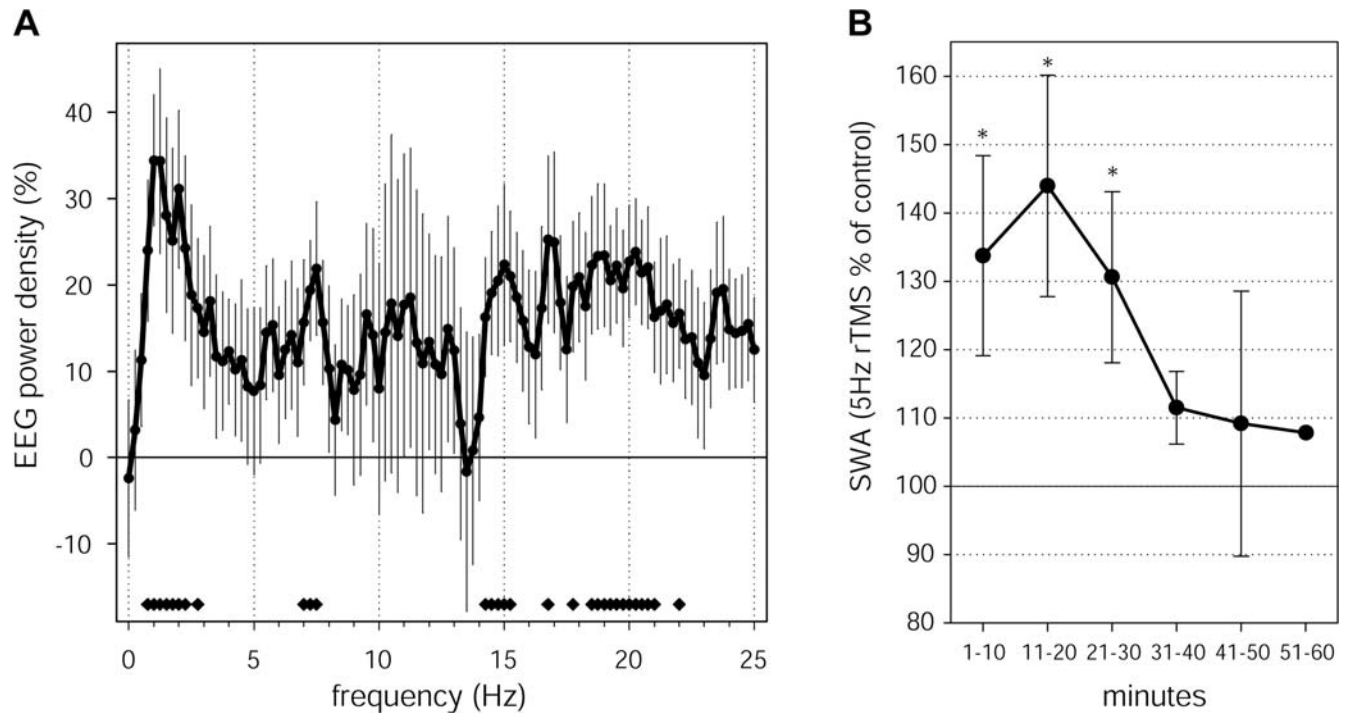 A
EEG power density (%)
40
30
20
10
0
-10
0 5 10 15 20 25
frequency (Hz)
B
SWA (5Hz rTMS % of control)
160
150
140
130
120
110
100
90
80
* * *
1-10 11-20 21-30 31-40 41-50 51-60
minutes